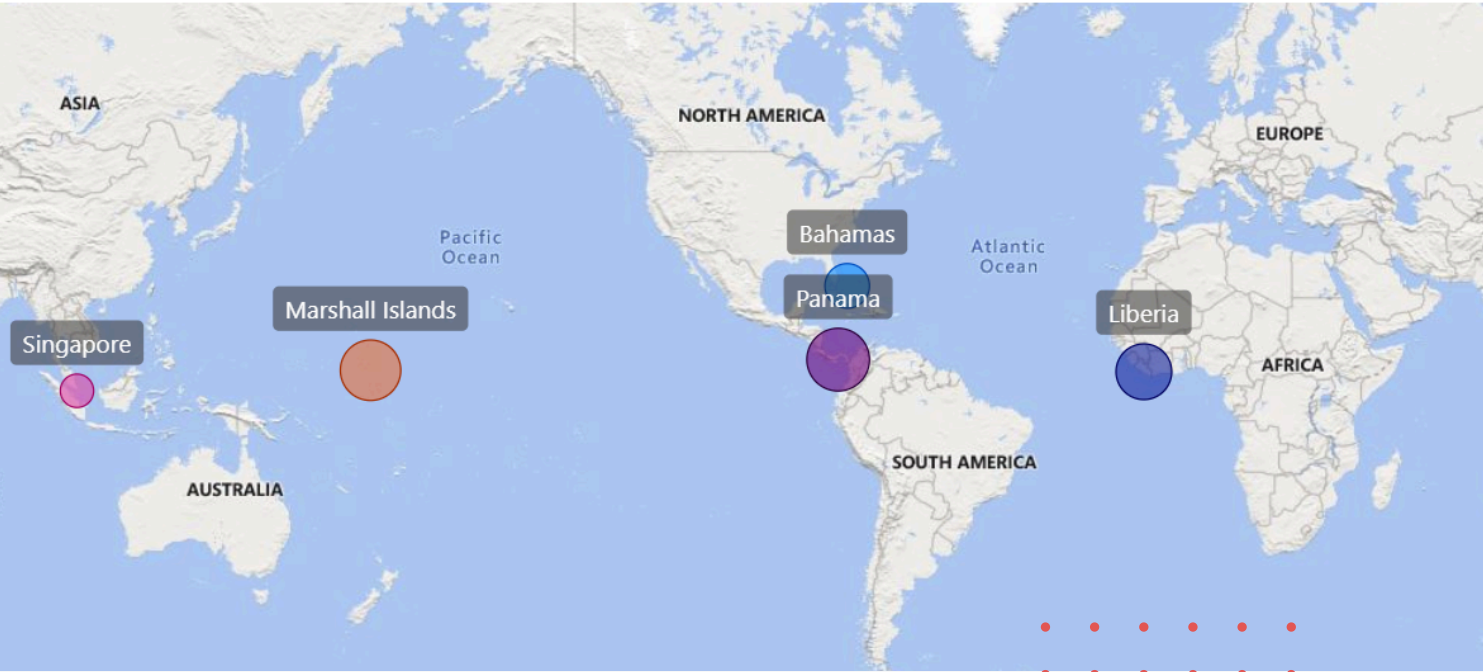 ASIA
NORTH AMERICA
EUROPE
Bahamas
Pacific
Ocean
Atlantic
Ocean
Panama
Marshall Islands
Liberia
Singapore
AFRICA
SOUTH AMERICA
AUSTRALIA